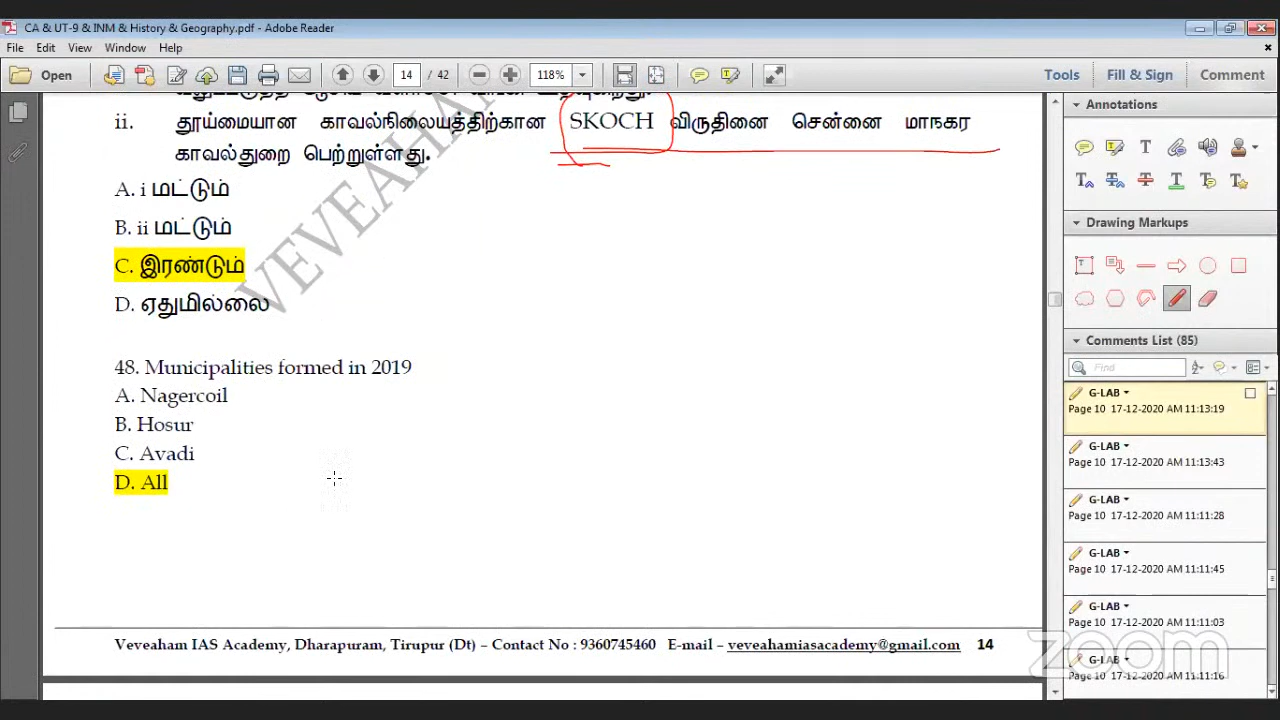 CA & UT-9 & INM & History & Geography.pdf - Adobe Reader
File Edit View Window Help
Open 14 / 42 118% Tools Fill & Sign Comment
ii. தூய்மையான காவல்நிலையத்திற்கான SKOCH விருதினை சென்னை மாநகர
காவல்துறை பெற்றுள்ளது.
A. i மட்டும்
B. ii மட்டும்
C. இரண்டும்
D. ஏதுமில்லை
VEVEAHAM
48. Municipalities formed in 2019
A. Nagercoil
B. Hosur
C. Avadi
D. All
Veveaham IAS Academy, Dharapuram, Tirupur (Dt) – Contact No : 9360745460 E-mail – veveahamiasacademy@gmail.com 14
Annotations
Drawing Markups
Comments List (85)
Find
G-LAB
Page 10 17-12-2020 AM 11:13:19
G-LAB
Page 10 17-12-2020 AM 11:13:43
G-LAB
Page 10 17-12-2020 AM 11:11:28
G-LAB
Page 10 17-12-2020 AM 11:11:45
G-LAB
Page 10 17-12-2020 AM 11:11:03
G-LAB
Page 10 17-12-2020 AM 11:11:16
zoom